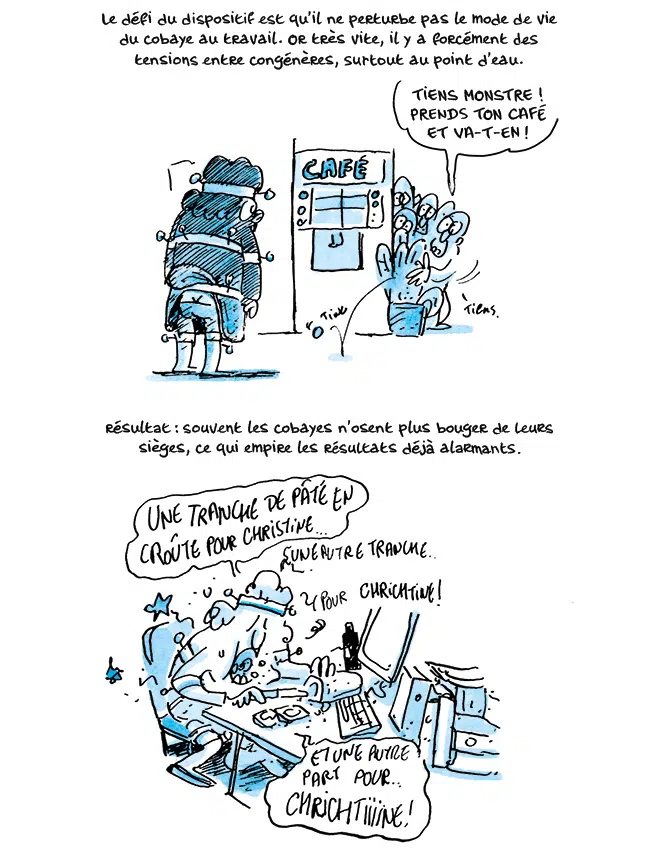 Le défi du dispositif est qu'il ne perturbe pas le mode de vie
du cobaye au travail. Or très vite, il y a forcément des
tensions entre congénères, surtout au point d'eau.
TIENS MONSTRE !
PRENDS TON CAFÉ
ET VA-T-EN !
CAFÉ
Tink
Tiens.
Résultat : souvent les cobayes n'osent plus bouger de leurs
sièges, ce qui empire les résultats déjà alarmants.
UNE TRANCHE DE PÂTÉ EN
CROÛTE POUR CHRISTINE...
UNE AUTRE TRANCHE..
POUR CHRICHTINE !
ET UNE AUTRE
PART POUR...
CHRICHTIIIINE !